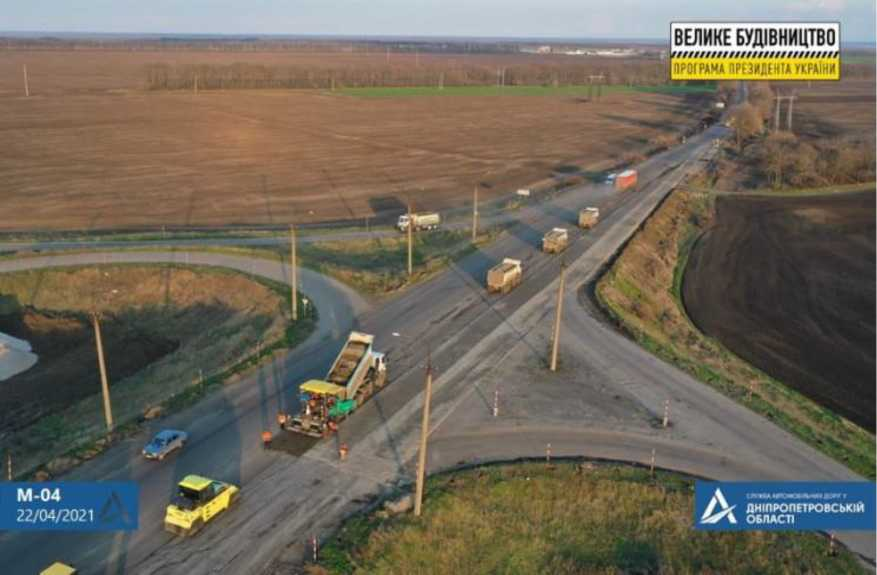 ВЕЛИКЕ БУДІВНИЦТВО
ПРОГРАМА ПРЕЗИДЕНТА УКРАЇНИ
М-04
22/04/2021
СЛУЖБА АВТОМОБІЛЬНИХ ДОРІГ У
ДНІПРОПЕТРОВСЬКІЙ
ОБЛАСТІ